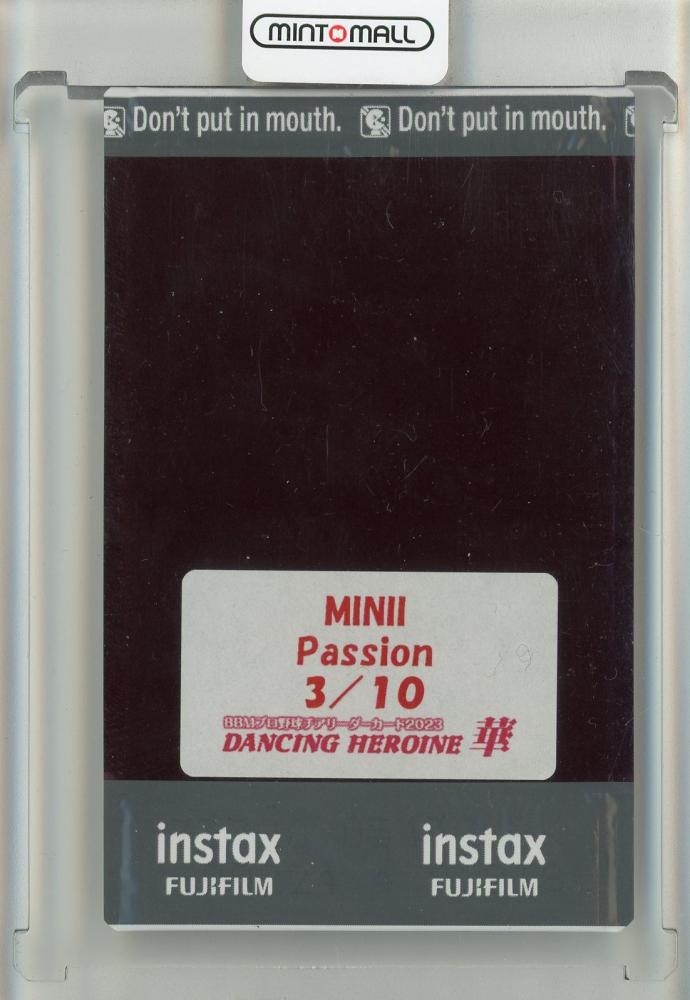 MINTMALL
Don't put in mouth. Don't put in mouth.
MINII
Passion
3/10
BBMプロ野球チアリーダーカード2023
DANCING HEROINE 華
instax instax
FUJIFILM FUJIFILM